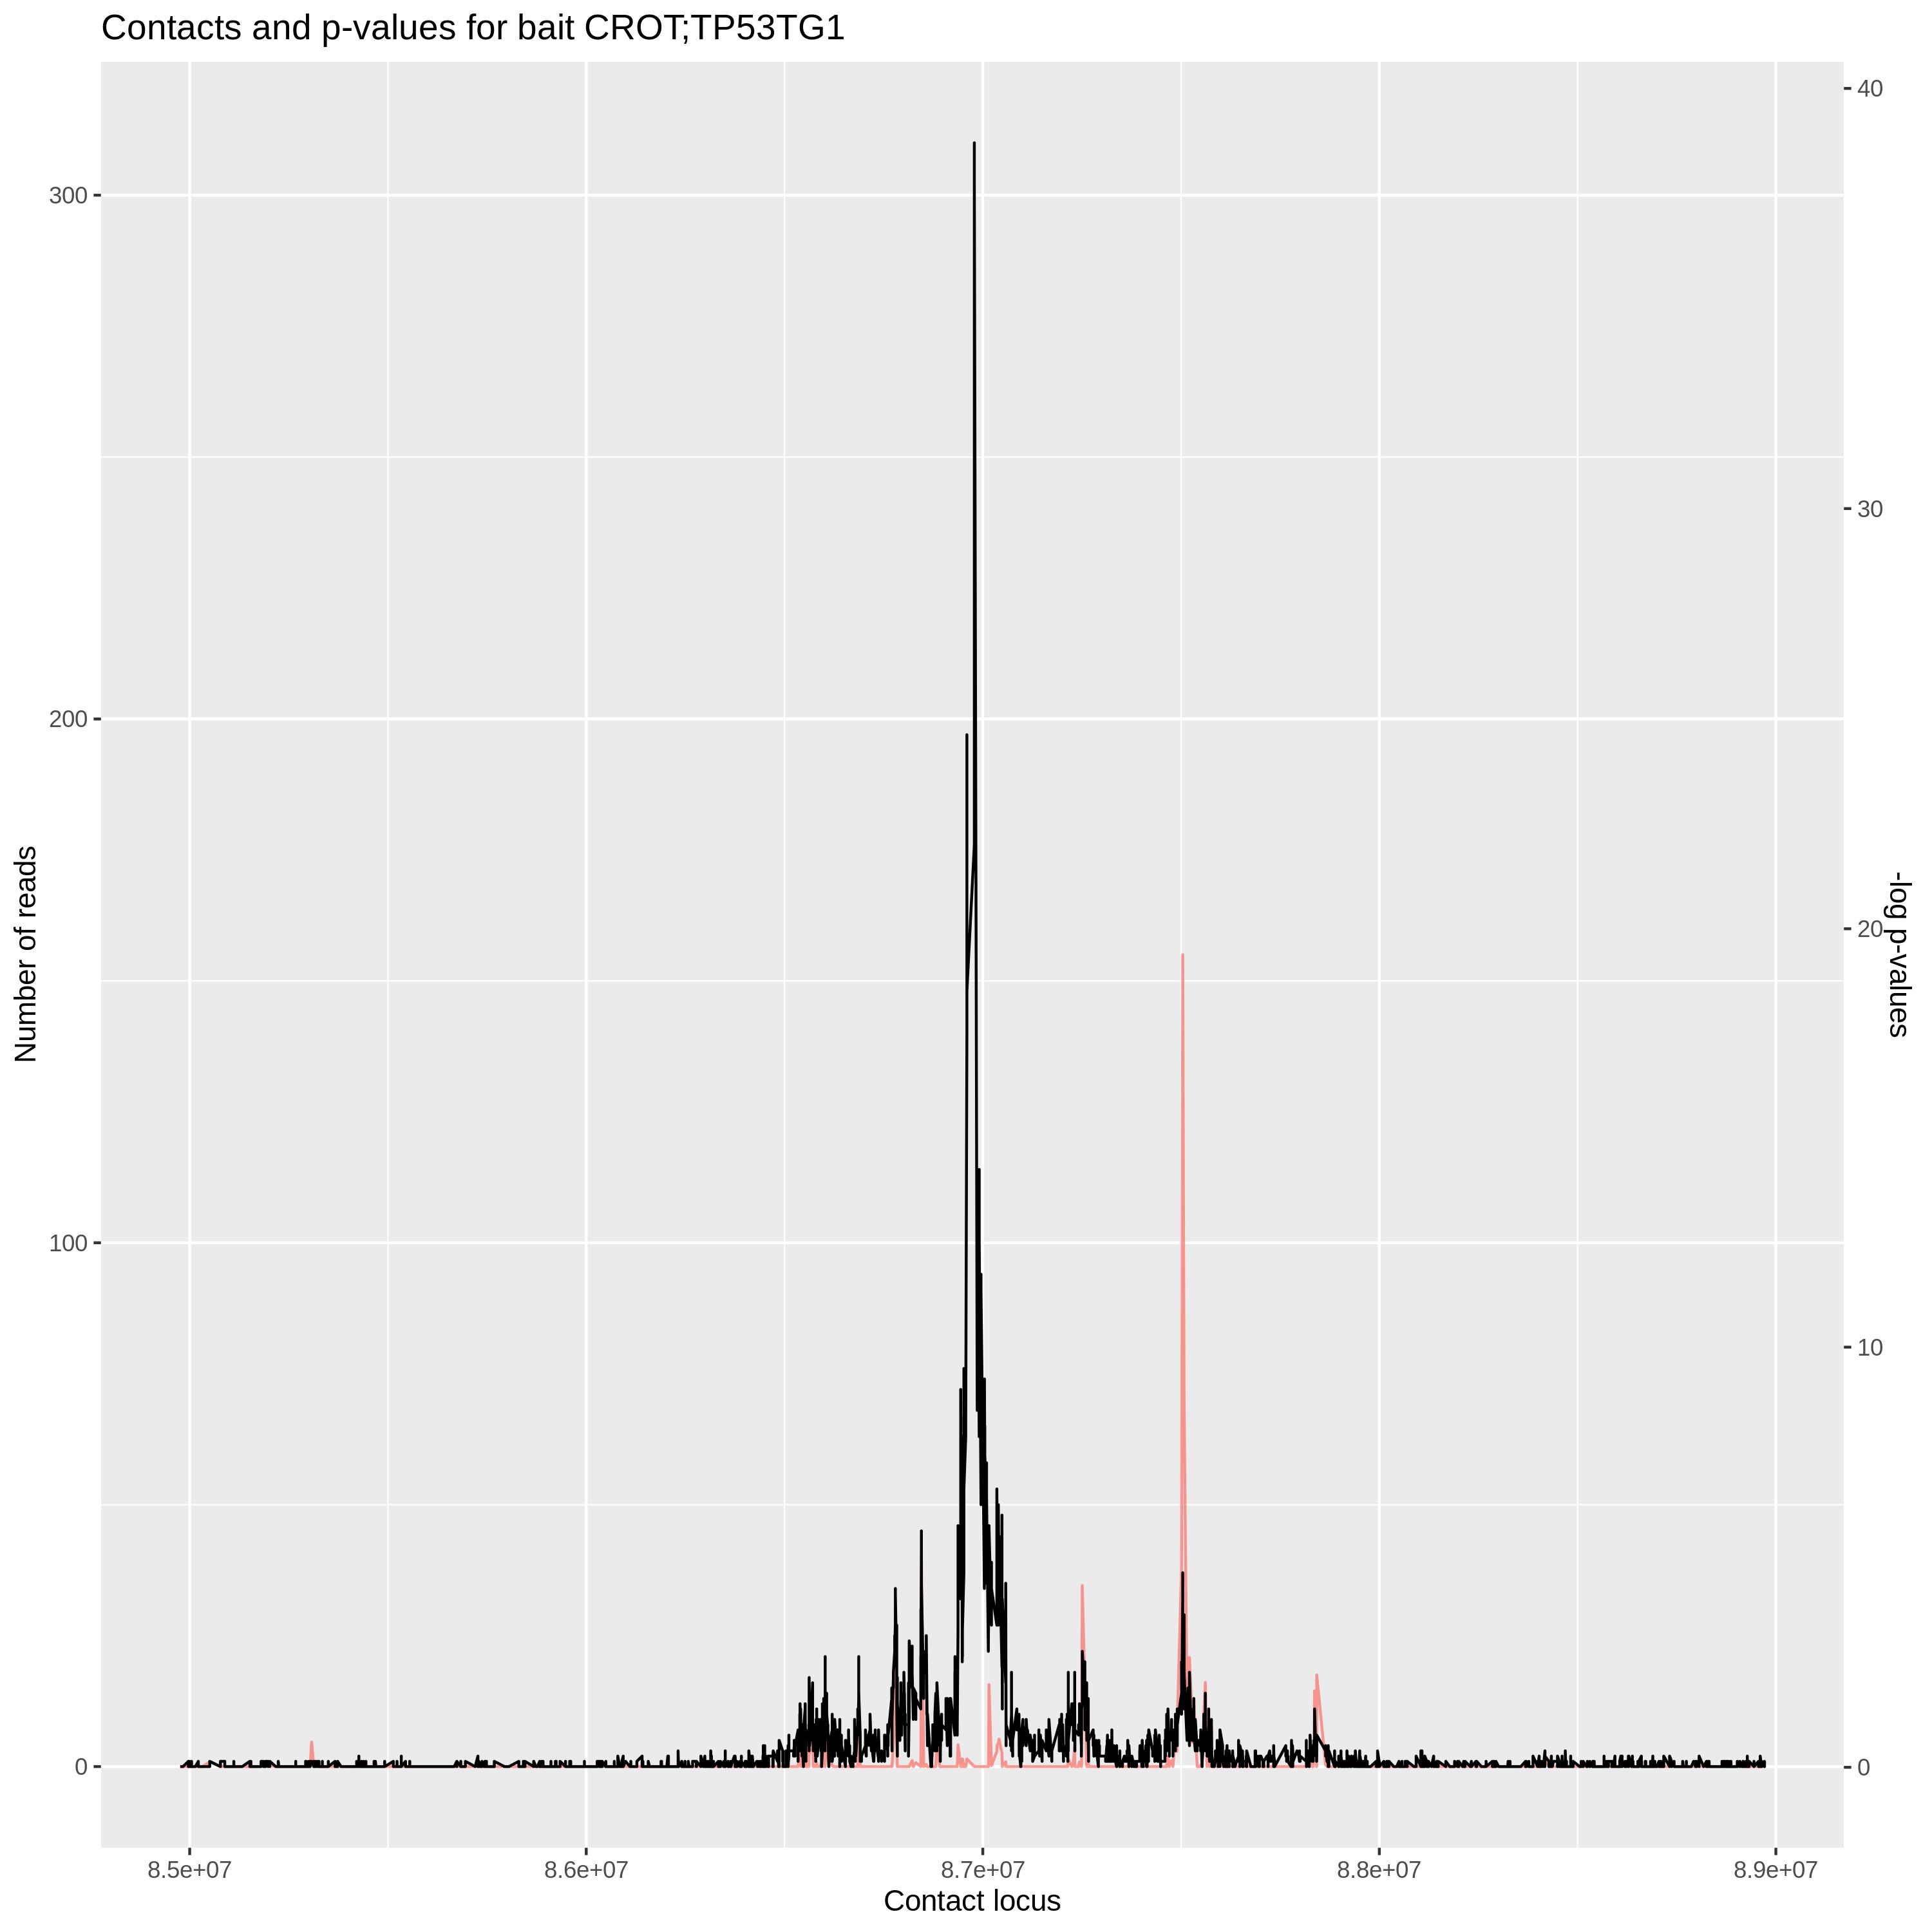 Contacts and p-values for bait CROT;TP53TG1
Number of reads
300
200
100
0
40
30
20
10
0
-log p-values
8.5e+07
8.6e+07
8.7e+07
8.8e+07
8.9e+07
Contact locus